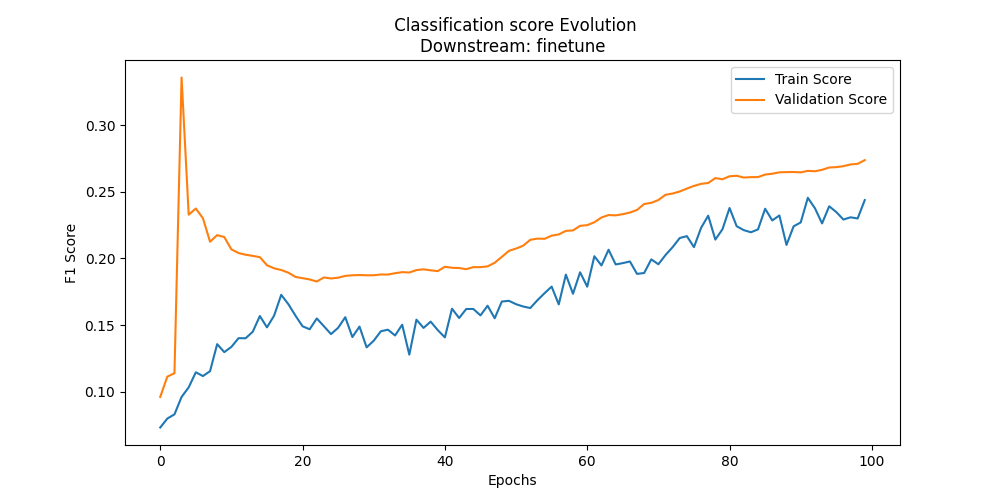 Classification score Evolution
Downstream: finetune
Train Score
Validation Score
F1 Score
0.30
0.25
0.20
0.15
0.10
0 20 40 60 80 100
Epochs